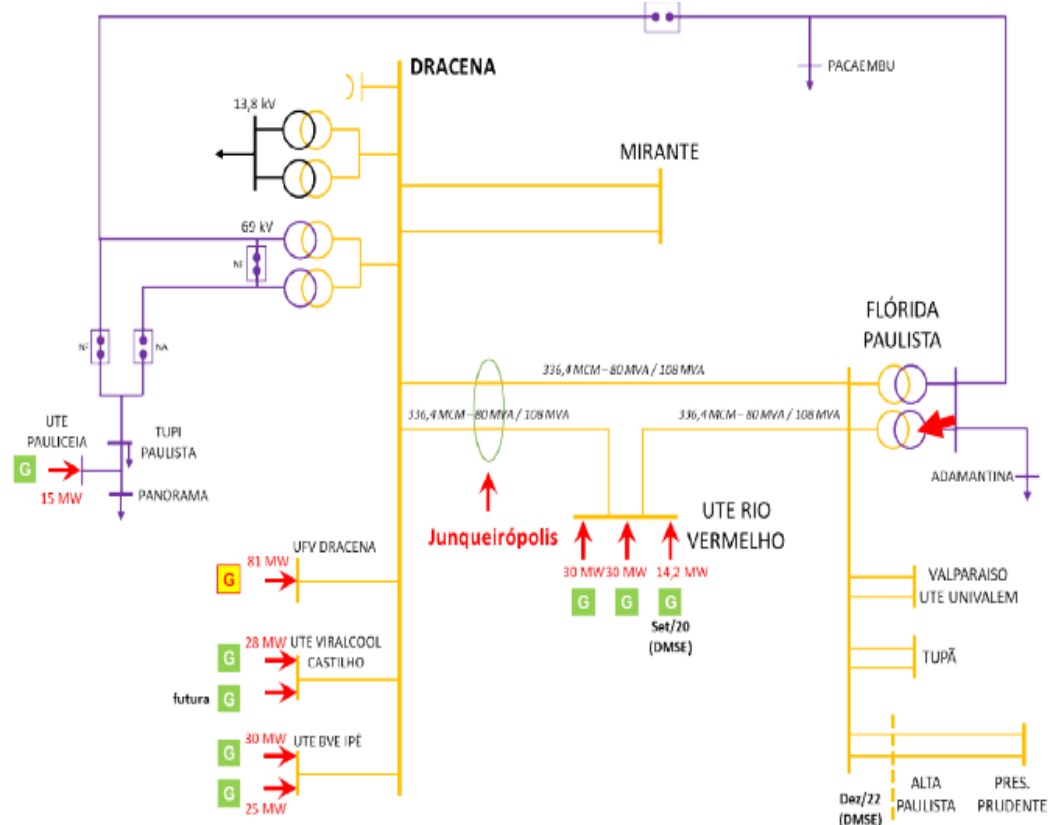 PACAEMBU
DRACENA
13,8 kV
MIRANTE
69 kV
NF
NF
NA
FLÓRIDA
PAULISTA
336,4 MCM – 80 MVA / 108 MVA
336,4 MCM – 80 MVA / 108 MVA
336,4 MCM – 80 MVA / 108 MVA
UTE
PAULICEIA
G
15 MW
TUPI
PAULISTA
PANORAMA
ADAMANTINA
Junqueirópolis
UTE RIO
VERMELHO
30 MW
30 MW
14,2 MW
G
G
G
Set/20
(DMSE)
UFV DRACENA
81 MW
G
VALPARAISO
UTE UNIVALEM
28 MW
UTE VIRALCOOL
CASTILHO
G
futura
G
TUPÃ
30 MW
UTE BVE IPÊ
G
G
25 MW
Dez/22
(DMSE)
ALTA
PAULISTA
PRES.
PRUDENTE